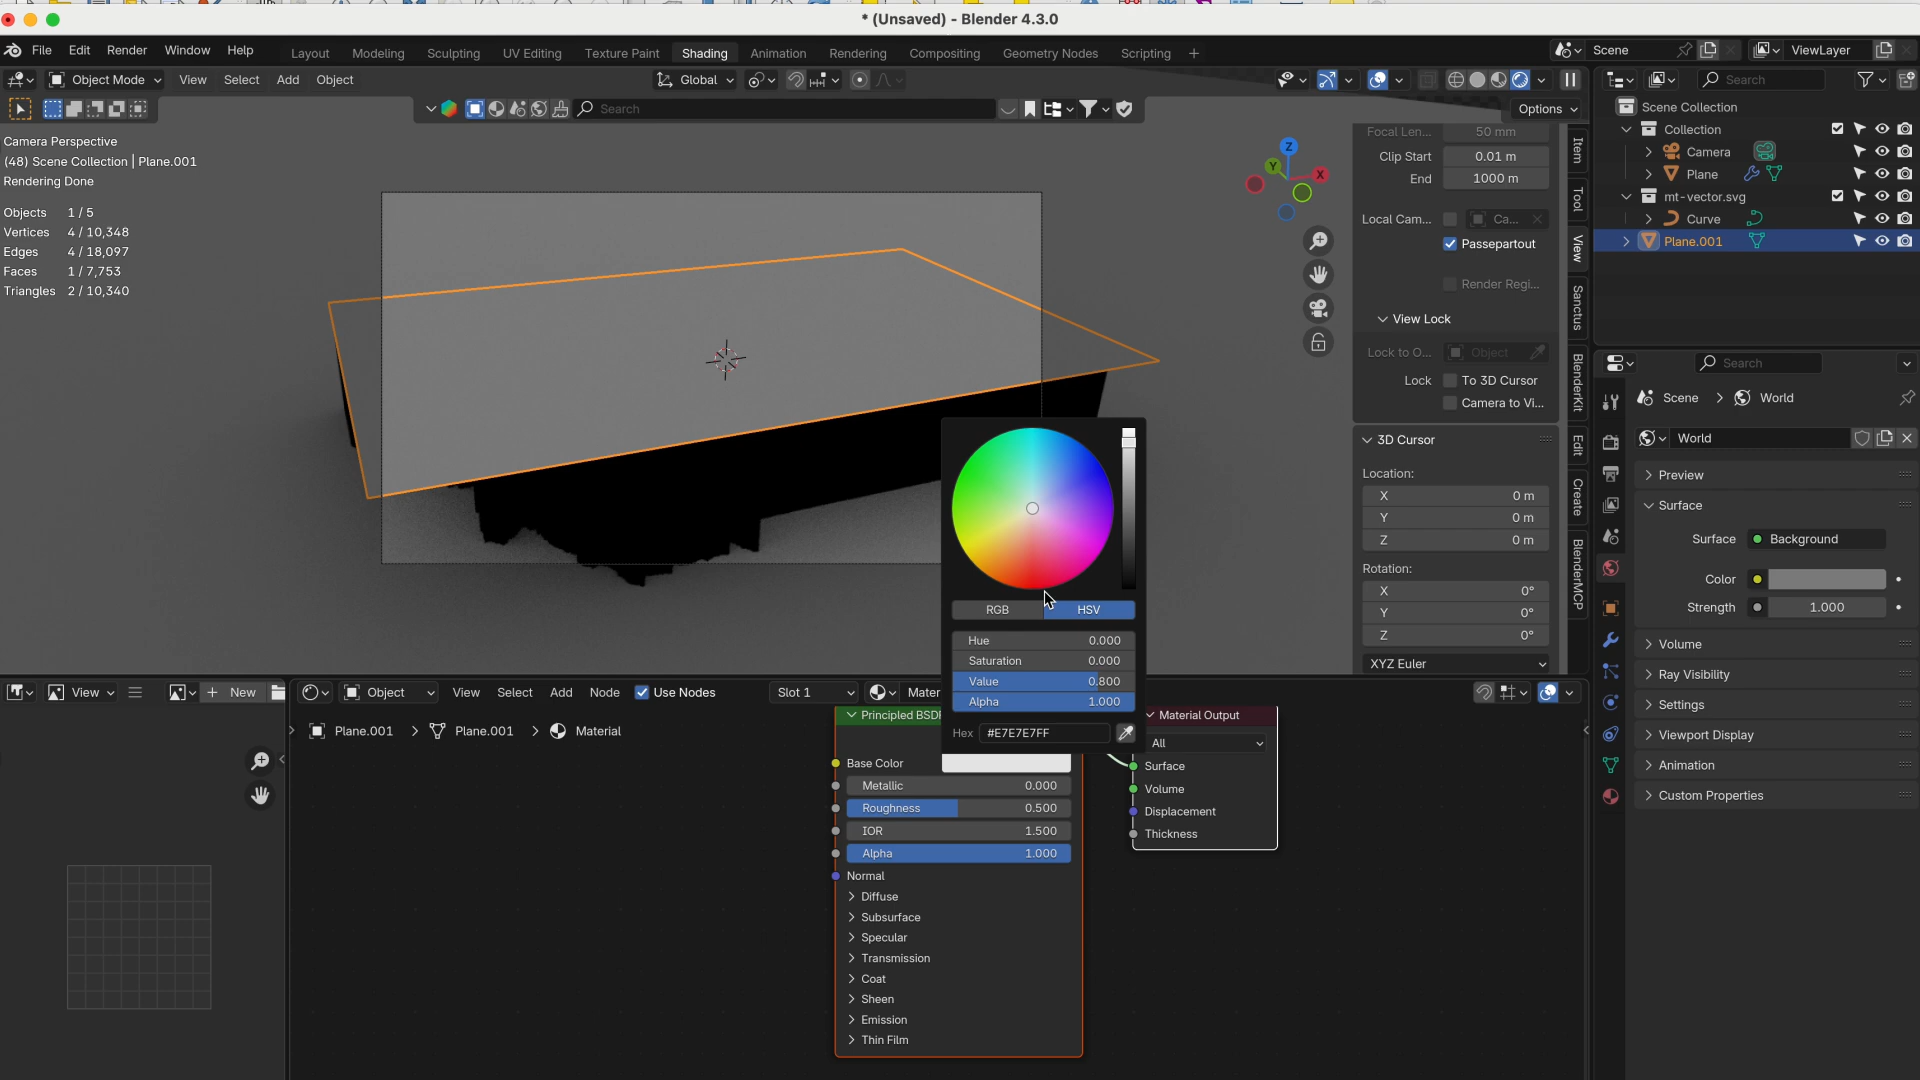 * (Unsaved) - Blender 4.3.0
File Edit Render Window Help
Layout Modeling Sculpting UV Editing Texture Paint Shading Animation Rendering Compositing Geometry Nodes Scripting +
Scene
ViewLayer
Object Mode View Select Add Object
Global
Search
Search
Options
Scene Collection
Collection
Camera
Plane
mt-vector.svg
Curve
Plane.001
Camera Perspective
(48) Scene Collection | Plane.001
Rendering Done
Objects 1 / 5
Vertices 4 / 10,348
Edges 4 / 18,097
Faces 1 / 7,753
Triangles 2 / 10,340
Z
Y
X
Focal Len... 50 mm
Clip Start 0.01 m
End 1000 m
Local Cam... Ca...
Passepartout
Render Regi...
View Lock
Lock to O... Object
Lock To 3D Cursor
Camera to Vi...
3D Cursor
Location:
X 0 m
Y 0 m
Z 0 m
Rotation:
X 0°
Y 0°
Z 0°
XYZ Euler
Item
Tool
View
Sanctus
BlenderKit
Edit
Create
BlenderMCP
Search
Scene > World
World
Preview
Surface
Surface Background
Color
Strength 1.000
Volume
Ray Visibility
Settings
Viewport Display
Animation
Custom Properties
RGB HSV
Hue 0.000
Saturation 0.000
Value 0.800
Alpha 1.000
Hex #E7E7E7FF
View
New
Object View Select Add Node Use Nodes Slot 1 Mater
Plane.001 > Plane.001 > Material
Principled BSDF
Base Color
Metallic 0.000
Roughness 0.500
IOR 1.500
Alpha 1.000
Normal
Diffuse
Subsurface
Specular
Transmission
Coat
Sheen
Emission
Thin Film
Material Output
All
Surface
Volume
Displacement
Thickness